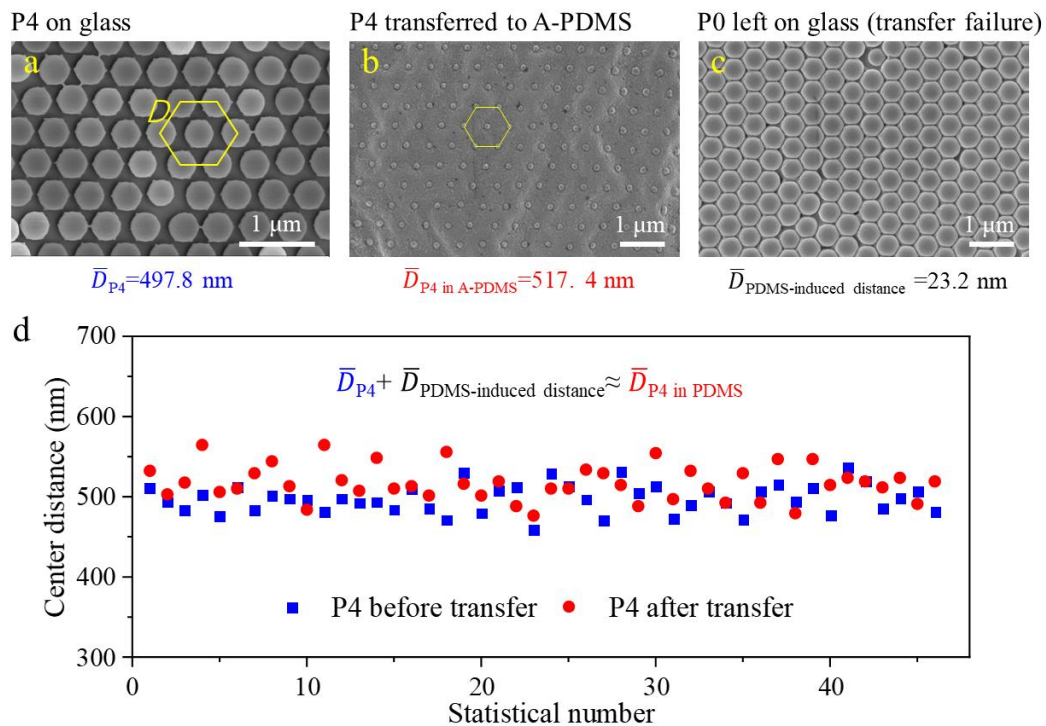 P4 on glass
P4 transferred to A-PDMS
P0 left on glass (transfer failure)
a
D
1 μm
b
1 μm
c
1 μm
D̅P4=497.8 nm
D̅P4 in A-PDMS=517. 4 nm
D̅PDMS-induced distance =23.2 nm
d
D̅P4+ D̅PDMS-induced distance≈ D̅P4 in PDMS
Center distance (nm)
700
600
500
400
300
P4 before transfer
P4 after transfer
0
10
20
30
40
Statistical number